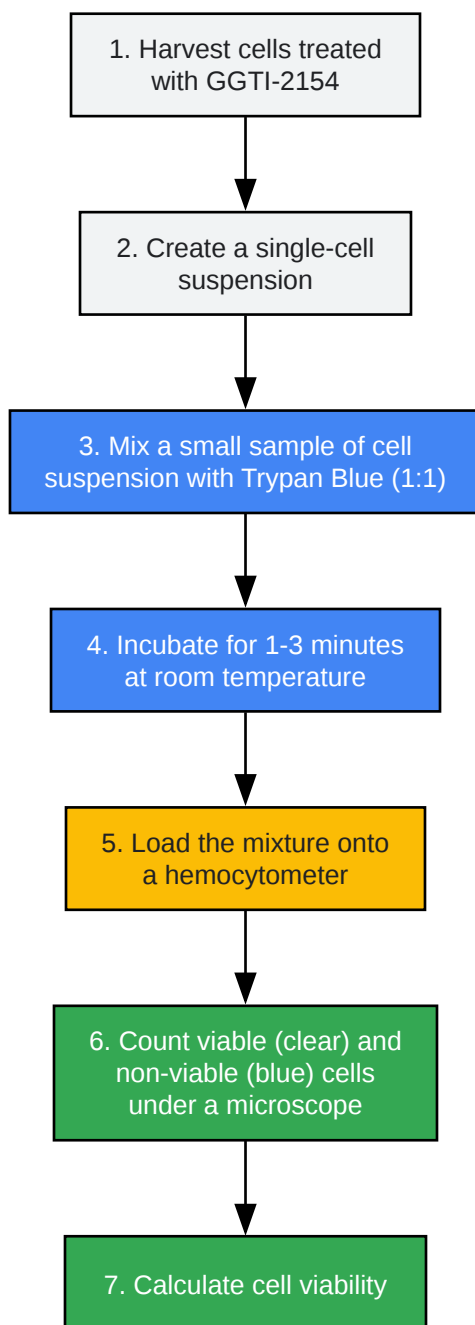 1. Harvest cells treated
with GGTI-2154
2. Create a single-cell
suspension
3. Mix a small sample of cell
suspension with Trypan Blue (1:1)
4. Incubate for 1-3 minutes
at room temperature
5. Load the mixture onto
a hemocytometer
6. Count viable (clear) and
non-viable (blue) cells
under a microscope
7. Calculate cell viability